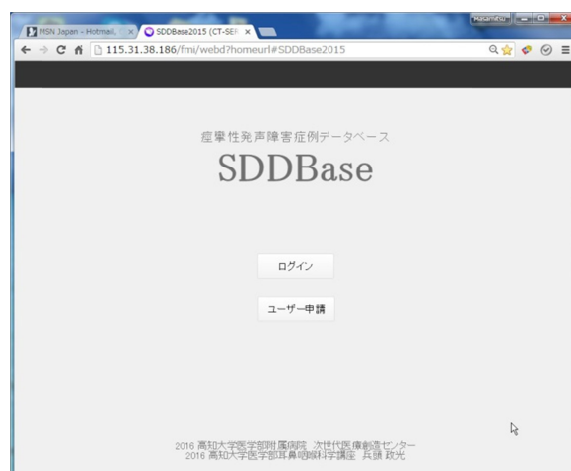 Masamitsu
MSN Japan - Hotmail,
SDDBase2015 (CT-SEF
115.31.38.186/fmi/webd?homeurl#SDDBase2015
痙攣性発声障害症例データベース
SDDBase
ログイン
ユーザー申請
2016 高知大学医学部附属病院 次世代医療創造センター
2016 高知大学医学部耳鼻咽喉科学講座 兵頭 政光